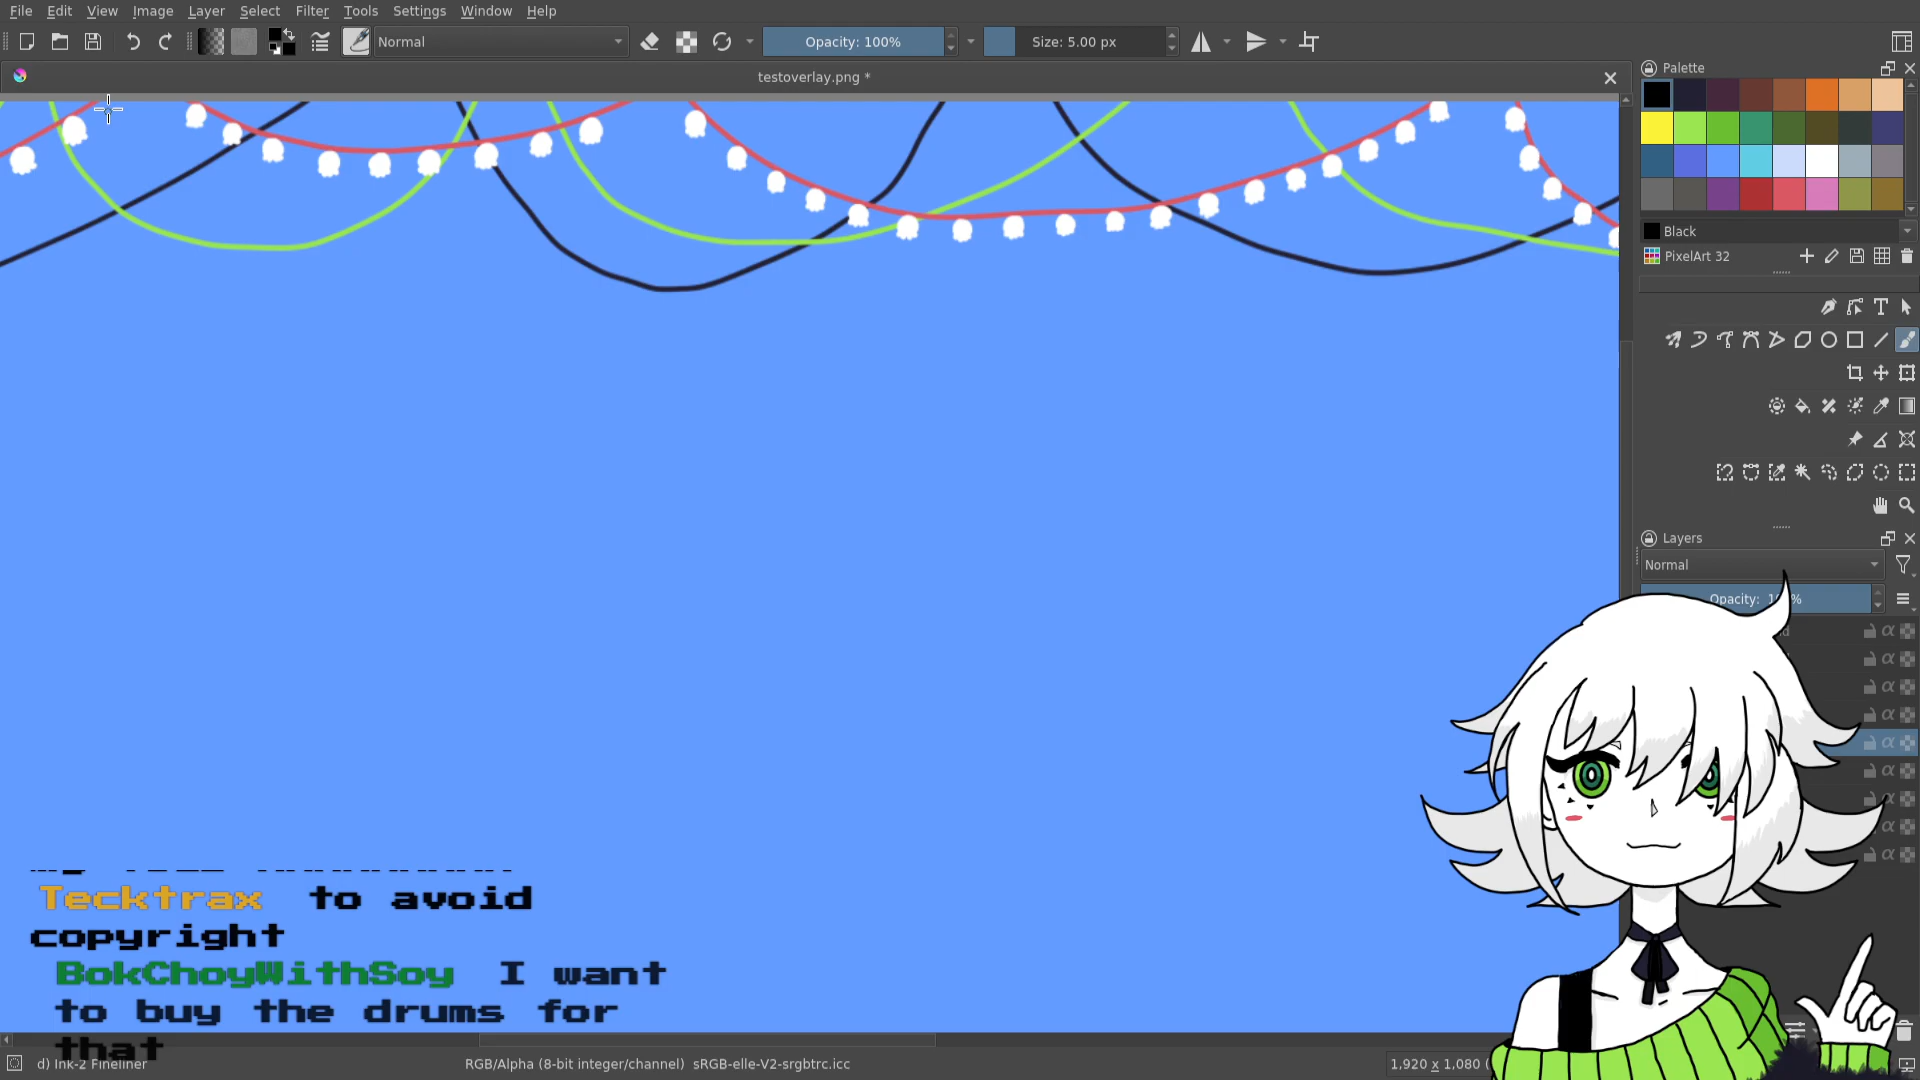 File Edit View Image Layer Select Filter Tools Settings Window Help
Normal Opacity: 100% Size: 5.00 px
testoverlay.png *
Palette
Black
PixelArt 32
Layers
Normal
Opacity:
Tecktrax to avoid
copyright
BokChoyWithSoy I want
to buy the drums for
that
d) Ink-2 Fineliner RGB/Alpha (8-bit integer/channel) sRGB-elle-V2-srgbtrc.icc 1,920 x 1,080 (